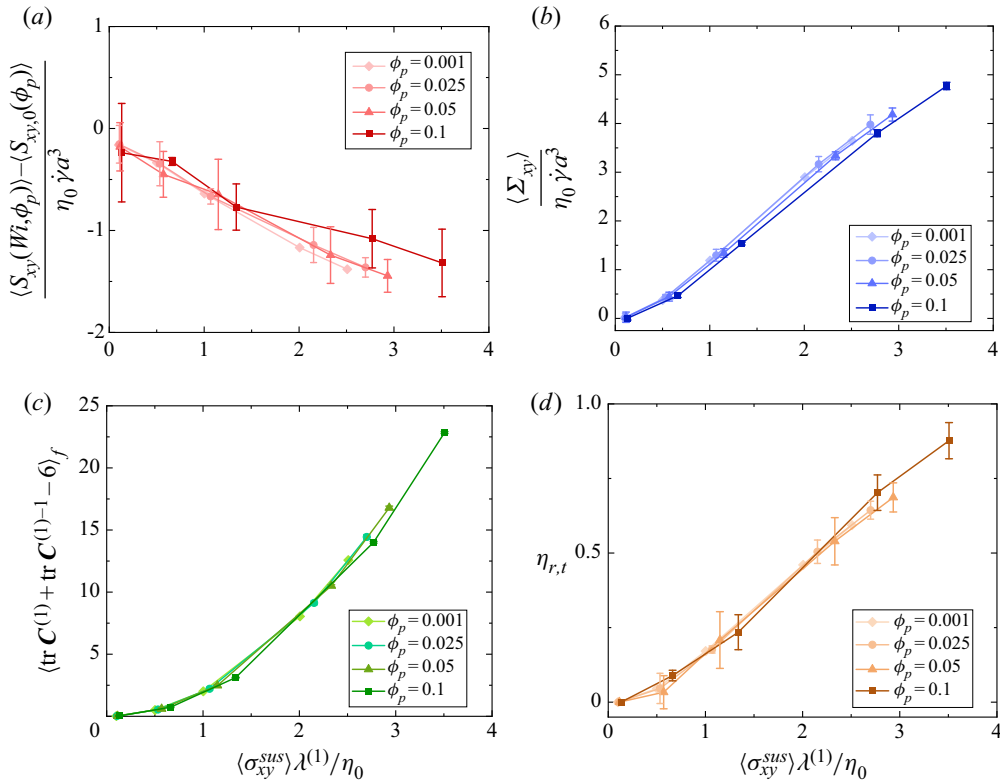 (a)
⟨S_xy(Wi,ϕ_p)⟩–⟨S_xy,0(ϕ_p)⟩
η_0 γ̇a^3
1
0
-1
-2
0 1 2 3 4
ϕ_p = 0.001
ϕ_p = 0.025
ϕ_p = 0.05
ϕ_p = 0.1
(b)
⟨Σ_xy⟩
η_0 γ̇a^3
6
5
4
3
2
1
0
0 1 2 3 4
ϕ_p = 0.001
ϕ_p = 0.025
ϕ_p = 0.05
ϕ_p = 0.1
(c)
⟨tr C^(1) + tr C^(1)–1 – 6⟩_f
25
20
15
10
5
0
0 1 2 3 4
ϕ_p = 0.001
ϕ_p = 0.025
ϕ_p = 0.05
ϕ_p = 0.1
⟨σ_xy^sus⟩λ^(1)/η_0
(d)
η_r,t
1.0
0.5
0
0 1 2 3 4
ϕ_p = 0.001
ϕ_p = 0.025
ϕ_p = 0.05
ϕ_p = 0.1
⟨σ_xy^sus⟩λ^(1)/η_0